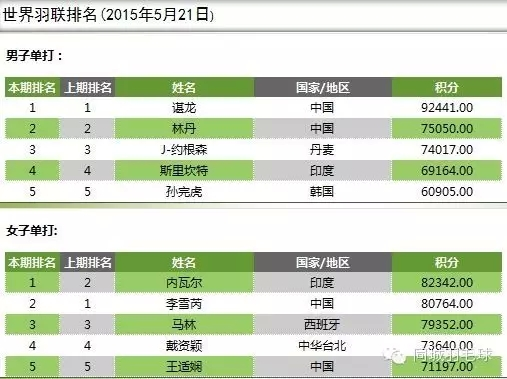 世界羽联排名(2015年5月21日)
男子单打：
本期排名 上期排名 姓名 国家/地区 积分
1 1 谌龙 中国 92441.00
2 2 林丹 中国 75050.00
3 3 J-约根森 丹麦 74017.00
4 4 斯里坎特 印度 69164.00
5 5 孙完虎 韩国 60905.00
女子单打:
本期排名 上期排名 姓名 国家/地区 积分
1 2 内瓦尔 印度 82342.00
2 1 李雪芮 中国 80764.00
3 3 马林 西班牙 79352.00
4 4 戴资颖 中华台北 73640.00
5 5 王适娴 中国 71197.00
同城羽毛球